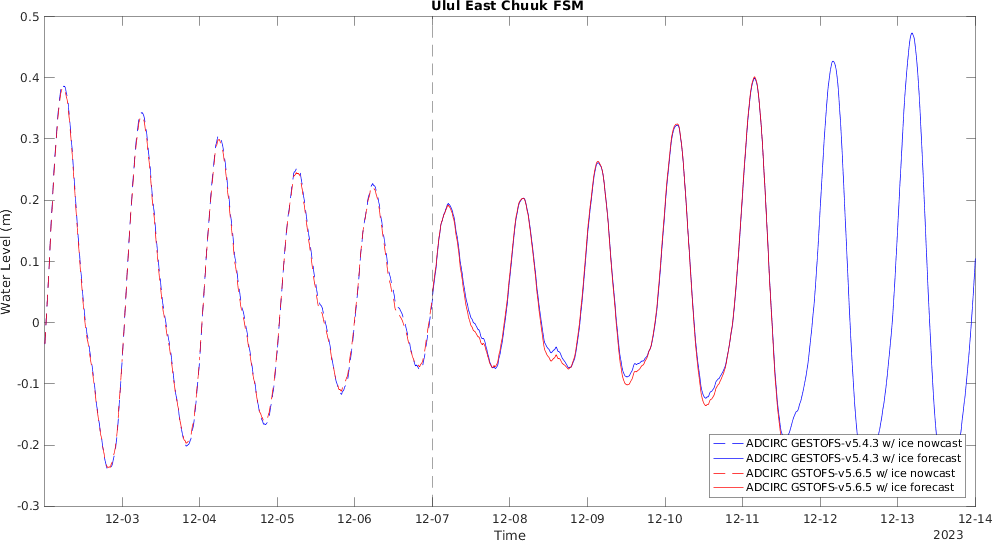 Ulul East Chuuk FSM
0.5
0.4
0.3
0.2
0.1
0
-0.1
-0.2
-0.3
Water Level (m)
ADCIRC GESTOFS-v5.4.3 w/ ice nowcast
ADCIRC GESTOFS-v5.4.3 w/ ice forecast
ADCIRC GSTOFS-v5.6.5 w/ ice nowcast
ADCIRC GSTOFS-v5.6.5 w/ ice forecast
12-03 12-04 12-05 12-06 12-07 12-08 12-09 12-10 12-11 12-12 12-13 12-14
Time
2023